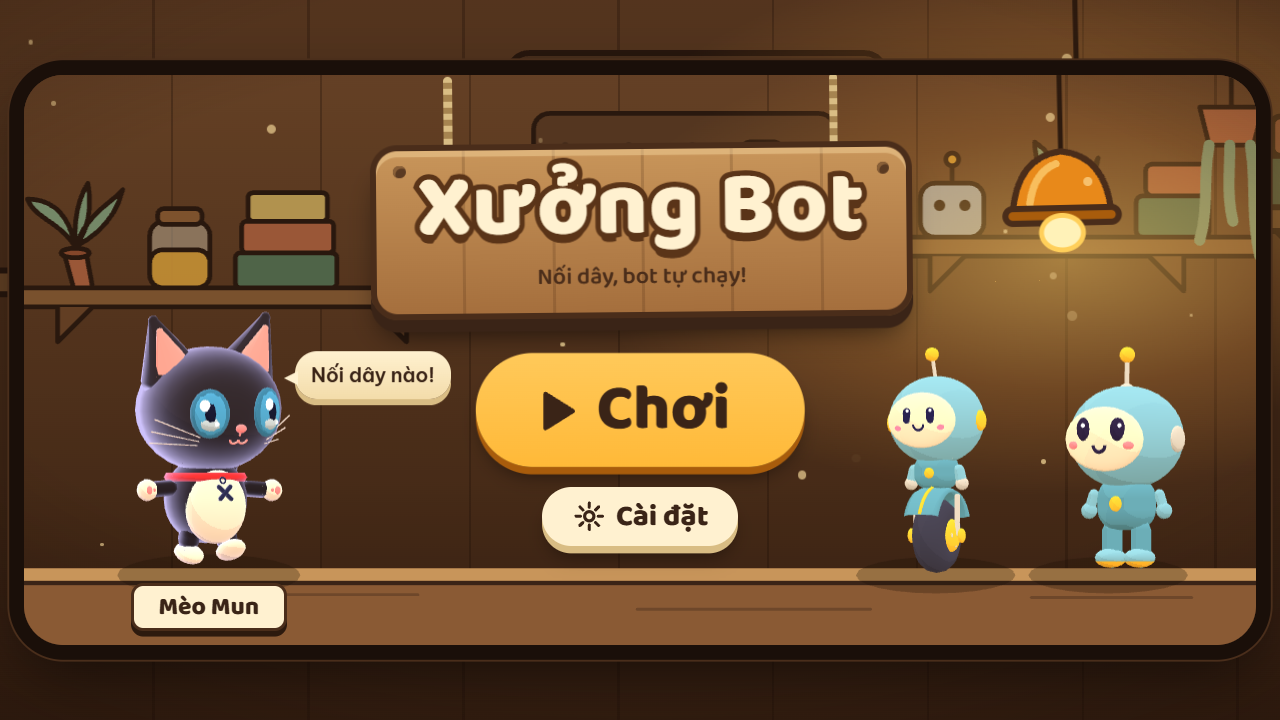 Xưởng Bot
Nối dây, bot tự chạy!
Nối dây nào!
Chơi
Cài đặt
Mèo Mun